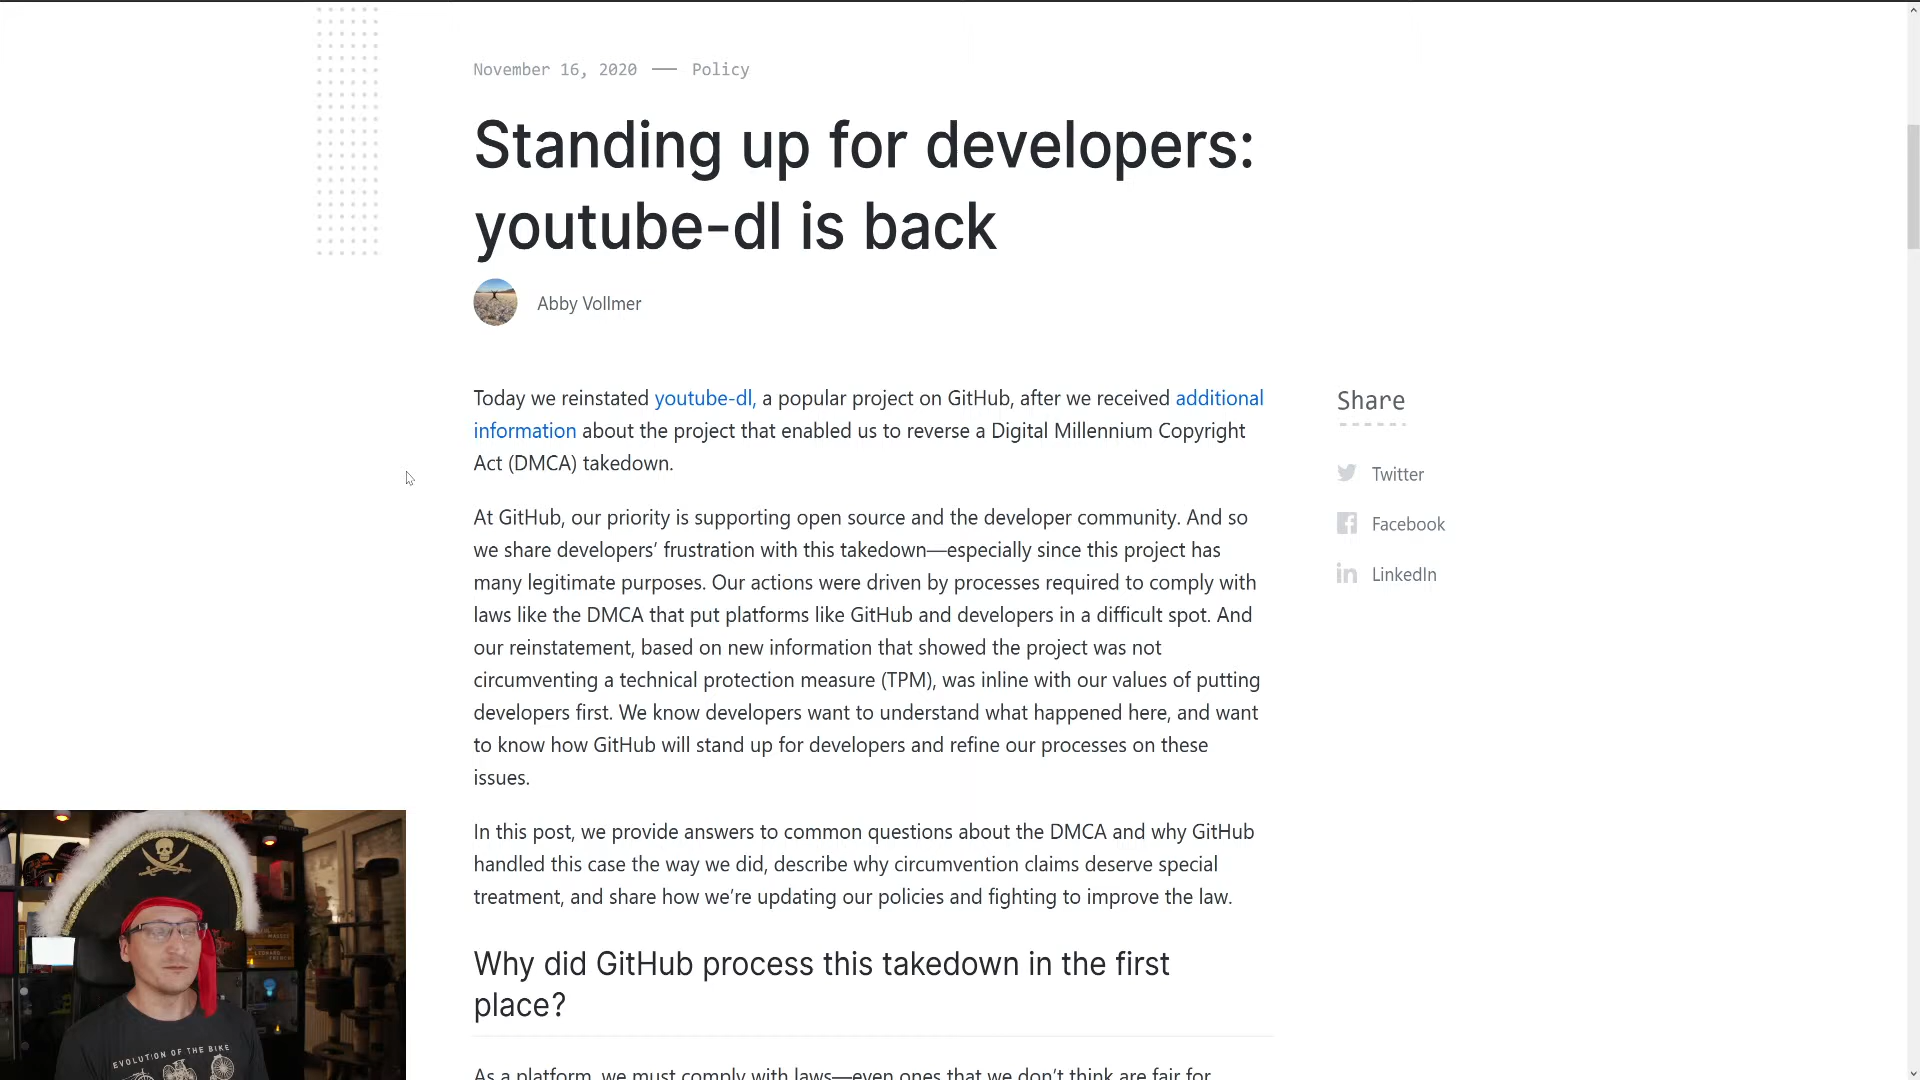 November 16, 2020 — Policy
Standing up for developers:
youtube-dl is back
Abby Vollmer
Today we reinstated youtube-dl, a popular project on GitHub, after we received additional
information about the project that enabled us to reverse a Digital Millennium Copyright
Act (DMCA) takedown.
At GitHub, our priority is supporting open source and the developer community. And so
we share developers’ frustration with this takedown—especially since this project has
many legitimate purposes. Our actions were driven by processes required to comply with
laws like the DMCA that put platforms like GitHub and developers in a difficult spot. And
our reinstatement, based on new information that showed the project was not
circumventing a technical protection measure (TPM), was inline with our values of putting
developers first. We know developers want to understand what happened here, and want
to know how GitHub will stand up for developers and refine our processes on these
issues.
In this post, we provide answers to common questions about the DMCA and why GitHub
handled this case the way we did, describe why circumvention claims deserve special
treatment, and share how we’re updating our policies and fighting to improve the law.
Why did GitHub process this takedown in the first
place?
As a platform, we must comply with laws—even ones that we don’t think are fair for
Share
Twitter
Facebook
LinkedIn
EVOLUTION OF THE BIKE